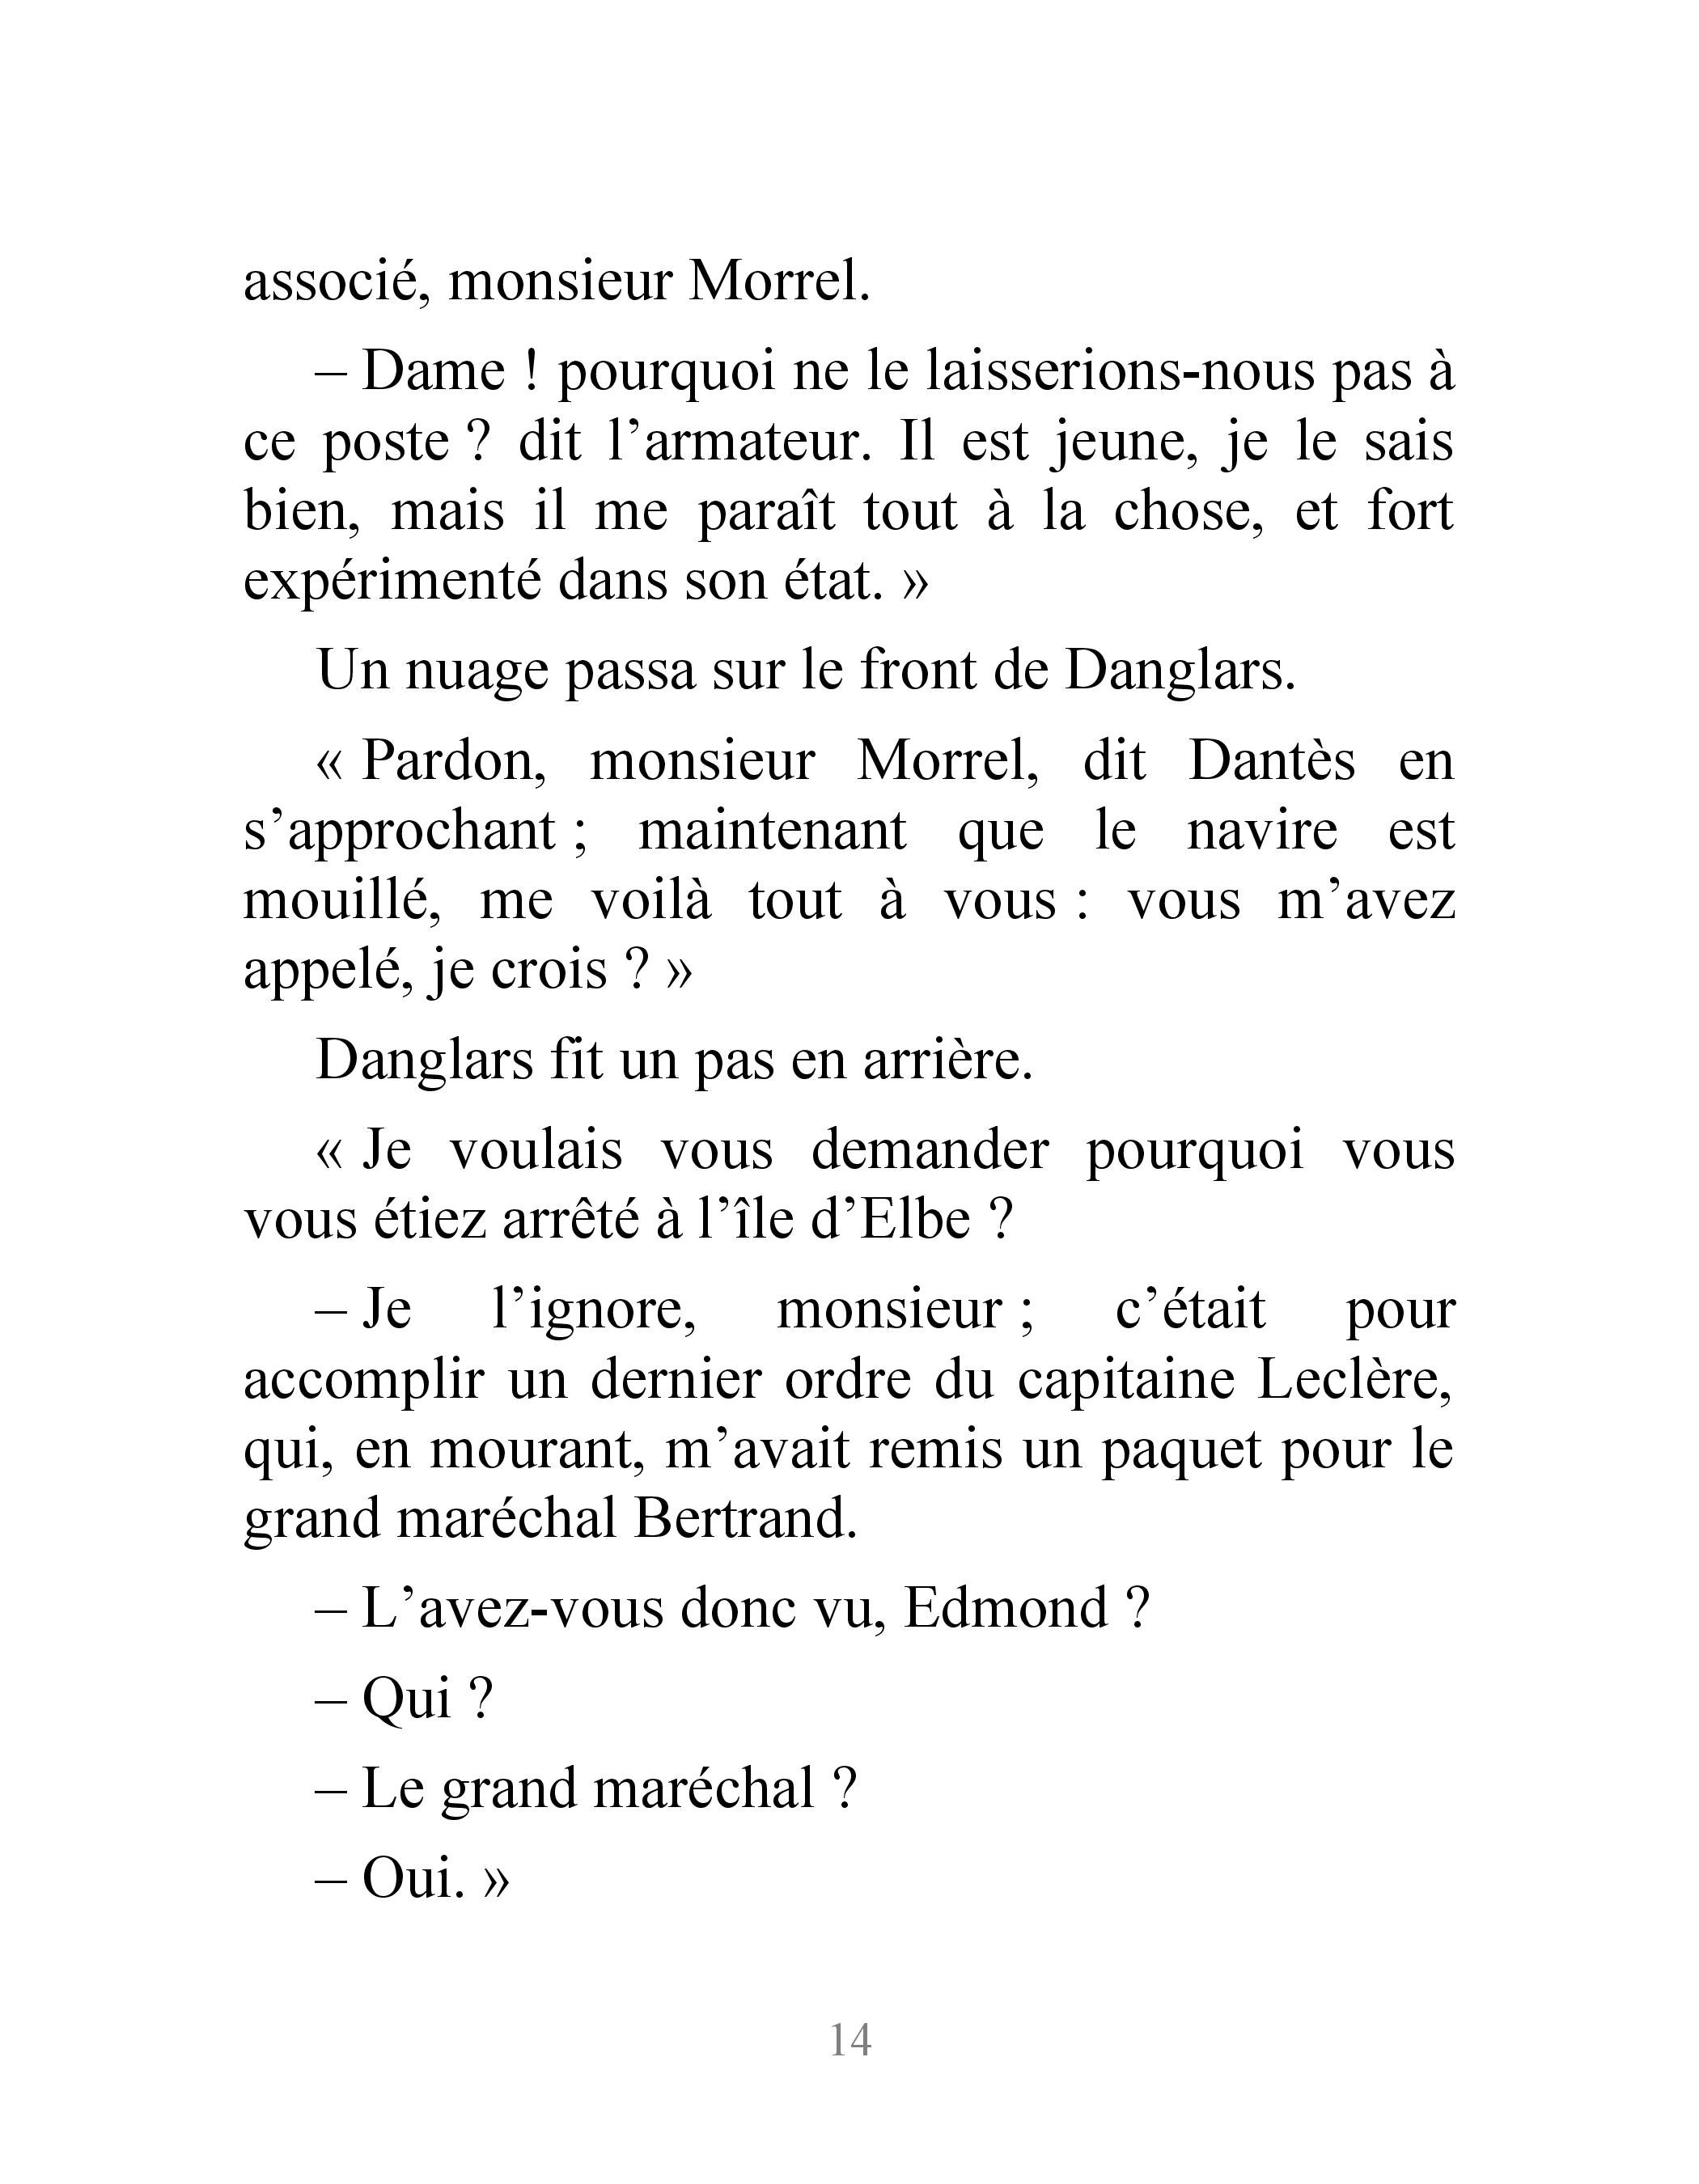 associé, monsieur Morrel.
– Dame ! pourquoi ne le laisserions-nous pas à
ce poste ? dit l’armateur. Il est jeune, je le sais
bien, mais il me paraît tout à la chose, et fort
expérimenté dans son état. »
Un nuage passa sur le front de Danglars.
« Pardon, monsieur Morrel, dit Dantès en
s’approchant ; maintenant que le navire est
mouillé, me voilà tout à vous : vous m’avez
appelé, je crois ? »
Danglars fit un pas en arrière.
« Je voulais vous demander pourquoi vous
vous étiez arrêté à l’île d’Elbe ?
– Je l’ignore, monsieur ; c’était pour
accomplir un dernier ordre du capitaine Leclère,
qui, en mourant, m’avait remis un paquet pour le
grand maréchal Bertrand.
– L’avez-vous donc vu, Edmond ?
– Qui ?
– Le grand maréchal ?
– Oui. »
14